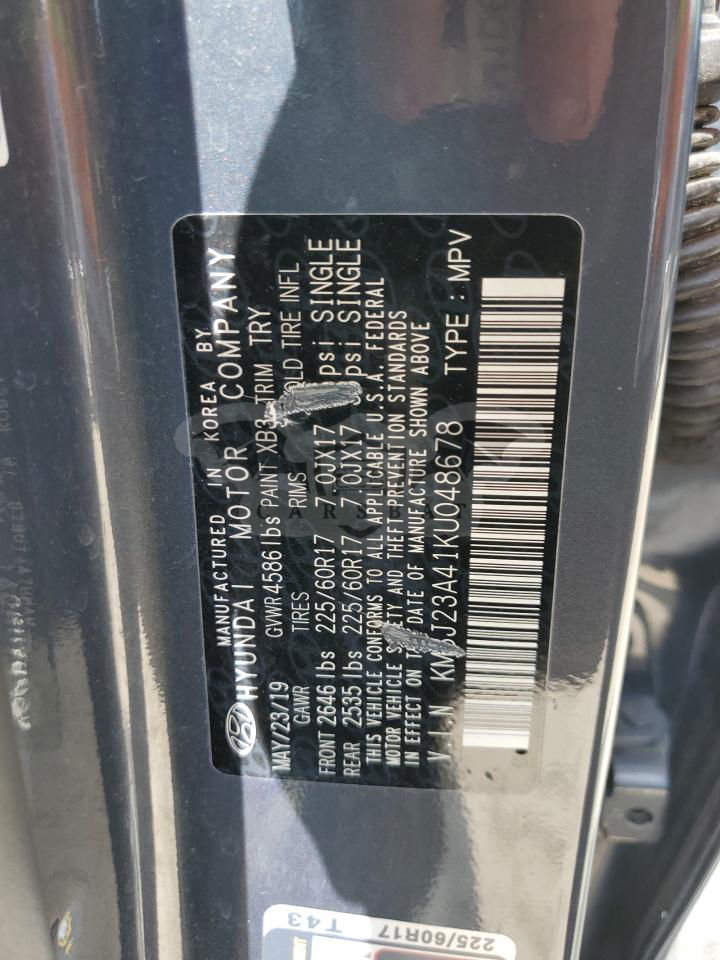 MANUFACTURED IN KOREA BY
HYUNDAI MOTOR COMPANY
MAY/23/19 GVWR 4586 lbs PAINT XB3 TRIM TRY
GAWR TIRES RIMS COLD TIRE INFL
FRONT 2646 lbs 225/60R17 7.0JX17 psi SINGLE
REAR 2535 lbs 225/60R17 7.0JX17 psi SINGLE
THIS VEHICLE CONFORMS TO ALL APPLICABLE U.S.A. FEDERAL
MOTOR VEHICLE SAFETY AND THEFT PREVENTION STANDARDS
IN EFFECT ON THE DATE OF MANUFACTURE SHOWN ABOVE
V.I.N KM J23A41KU048678 TYPE : MPV
CARSBAT
225/60R17
T43